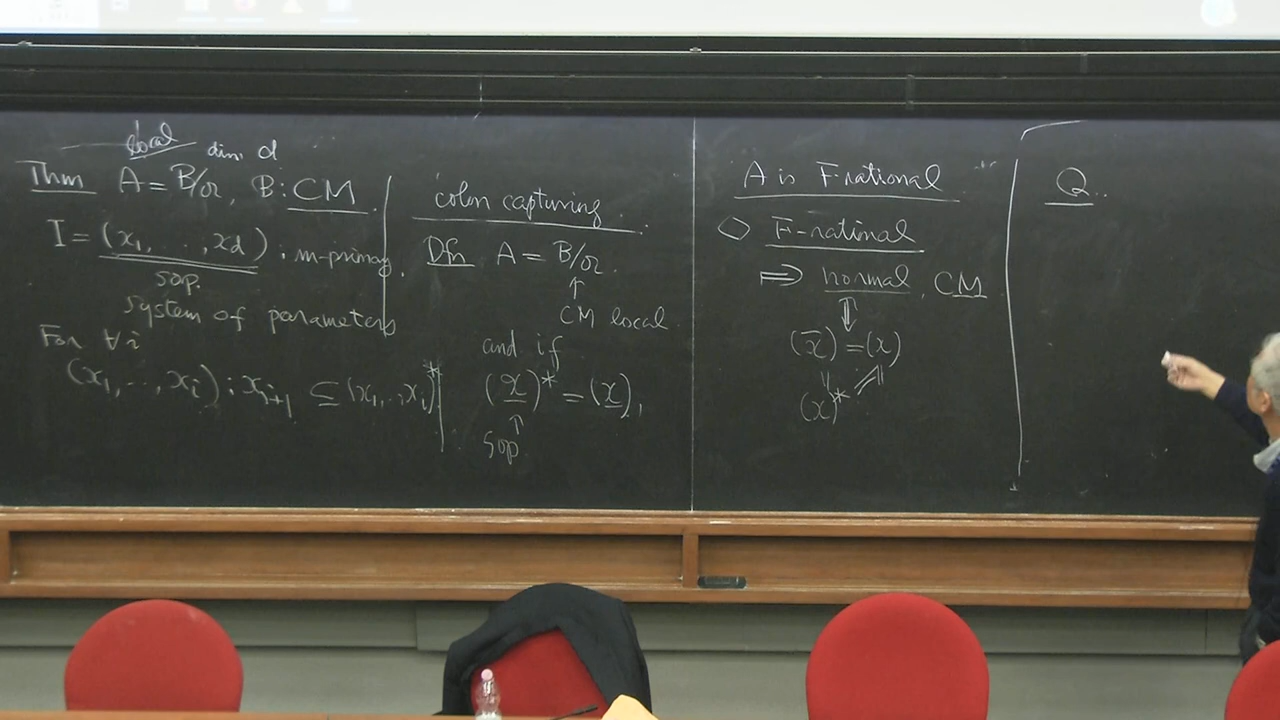 local
dim d
Thm A = B/𝔞, B : CM
I = (x₁, ..., x_d) : m-primary.
sop.
system of parameters
For ∀i
(x₁, .., xᵢ) : xᵢ₊₁ ⊆ (x₁, .., xᵢ)*
colon capturing.
Dfn A = B/𝔞.
↑
CM local
and if
(x)* = (x),
↑
sop
A is F-rational
◇ F-rational
⟹ normal, CM
⇕
(x̄) = (x)
(x)*
Q..